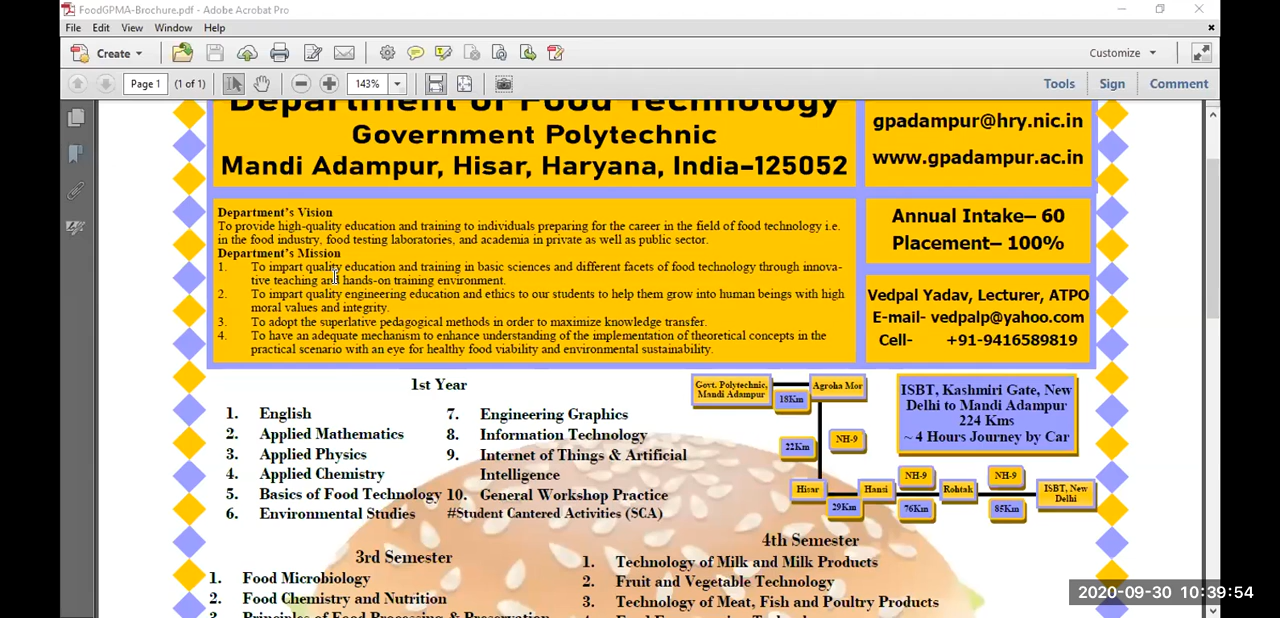 FoodGPMA-Brochure.pdf - Adobe Acrobat Pro
File Edit View Window Help
Create
Customize
Page 1 (1 of 1) 143%
Tools Sign Comment
Department of Food Technology
Government Polytechnic
Mandi Adampur, Hisar, Haryana, India-125052
gpadampur@hry.nic.in
www.gpadampur.ac.in
Department's Vision
To provide high-quality education and training to individuals preparing for the career in the field of food technology i.e.
in the food industry, food testing laboratories, and academia in private as well as public sector.
Department's Mission
1. To impart quality education and training in basic sciences and different facets of food technology through innova-
tive teaching and hands-on training environment.
2. To impart quality engineering education and ethics to our students to help them grow into human beings with high
moral values and integrity.
3. To adopt the superlative pedagogical methods in order to maximize knowledge transfer.
4. To have an adequate mechanism to enhance understanding of the implementation of theoretical concepts in the
practical scenario with an eye for healthy food viability and environmental sustainability.
Annual Intake– 60
Placement– 100%
Vedpal Yadav, Lecturer, ATPO
E-mail- vedpalp@yahoo.com
Cell- +91-9416589819
1st Year
1. English
2. Applied Mathematics
3. Applied Physics
4. Applied Chemistry
5. Basics of Food Technology
6. Environmental Studies
7. Engineering Graphics
8. Information Technology
9. Internet of Things & Artificial
Intelligence
10. General Workshop Practice
#Student Cantered Activities (SCA)
Govt. Polytechnic,
Mandi Adampur
18Km
Agroha Mor
22Km
NH-9
Hisar
29Km
Hansi
NH-9
76Km
Rohtak
NH-9
85Km
ISBT, New
Delhi
ISBT, Kashmiri Gate, New
Delhi to Mandi Adampur
224 Kms
~ 4 Hours Journey by Car
3rd Semester
1. Food Microbiology
2. Food Chemistry and Nutrition
3. Principles of Food Processing & Preservation
4th Semester
1. Technology of Milk and Milk Products
2. Fruit and Vegetable Technology
3. Technology of Meat, Fish and Poultry Products
2020-09-30 10:39:54